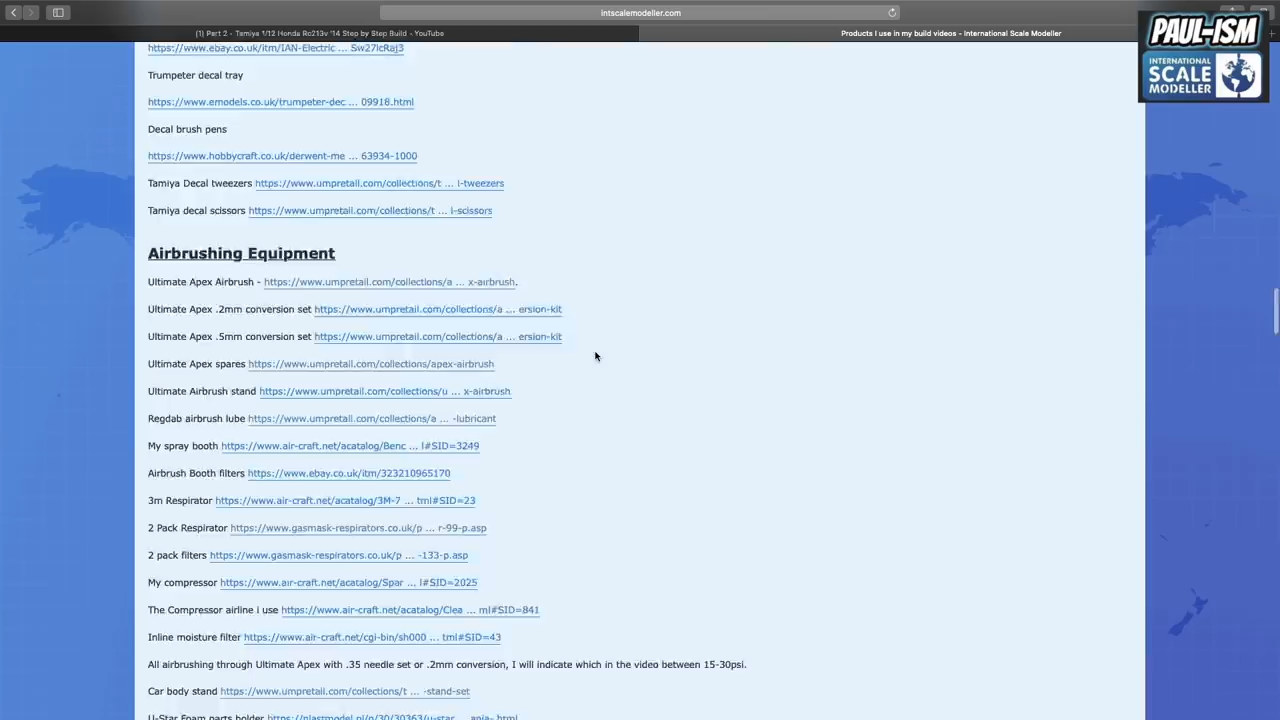 intscalemodeller.com
(1) Part 2 - Tamiya 1/12 Honda Rc213v '14 Step by Step Build - YouTube
Products I use in my build videos - International Scale Modeller
PAUL-ISM
INTERNATIONAL
SCALE
MODELLER
https://www.ebay.co.uk/itm/IAN-Electric ... Sw27lcRaj3
Trumpeter decal tray
https://www.emodels.co.uk/trumpeter-dec ... 09918.html
Decal brush pens
https://www.hobbycraft.co.uk/derwent-me ... 63934-1000
Tamiya Decal tweezers https://www.umpretail.com/collections/t ... l-tweezers
Tamiya decal scissors https://www.umpretail.com/collections/t ... l-scissors
Airbrushing Equipment
Ultimate Apex Airbrush - https://www.umpretail.com/collections/a ... x-airbrush.
Ultimate Apex .2mm conversion set https://www.umpretail.com/collections/a ... ersion-kit
Ultimate Apex .5mm conversion set https://www.umpretail.com/collections/a ... ersion-kit
Ultimate Apex spares https://www.umpretail.com/collections/apex-airbrush
Ultimate Airbrush stand https://www.umpretail.com/collections/u ... x-airbrush
Regdab airbrush lube https://www.umpretail.com/collections/a ... -lubricant
My spray booth https://www.air-craft.net/acatalog/Benc ... l#SID=3249
Airbrush Booth filters https://www.ebay.co.uk/itm/323210965170
3m Respirator https://www.air-craft.net/acatalog/3M-7 ... tml#SID=23
2 Pack Respirator https://www.gasmask-respirators.co.uk/p ... r-99-p.asp
2 pack filters https://www.gasmask-respirators.co.uk/p ... -133-p.asp
My compressor https://www.air-craft.net/acatalog/Spar ... l#SID=2025
The Compressor airline i use https://www.air-craft.net/acatalog/Clea ... ml#SID=841
Inline moisture filter https://www.air-craft.net/cgi-bin/sh000 ... tml#SID=43
All airbrushing through Ultimate Apex with .35 needle set or .2mm conversion, I will indicate which in the video between 15-30psi.
Car body stand https://www.umpretail.com/collections/t ... -stand-set
U-Star Foam parts holder https://plastmodel.pl/p/30/30363/u-star ... html